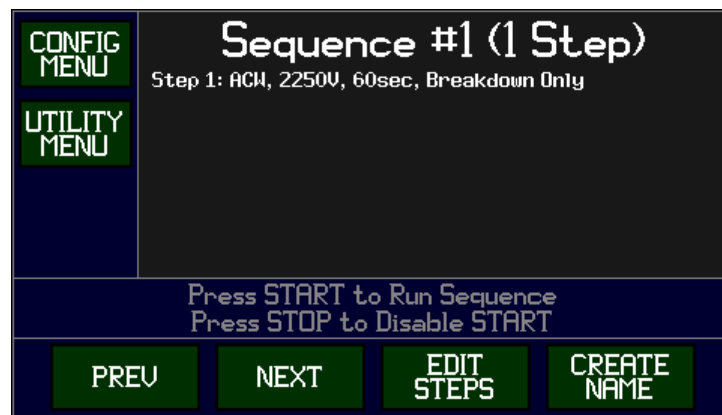 CONFIG
MENU
UTILITY
MENU
Sequence #1 (1 Step)
Step 1: ACW, 2250V, 60sec, Breakdown Only
Press START to Run Sequence
Press STOP to Disable START
PREV
NEXT
EDIT
STEPS
CREATE
NAME